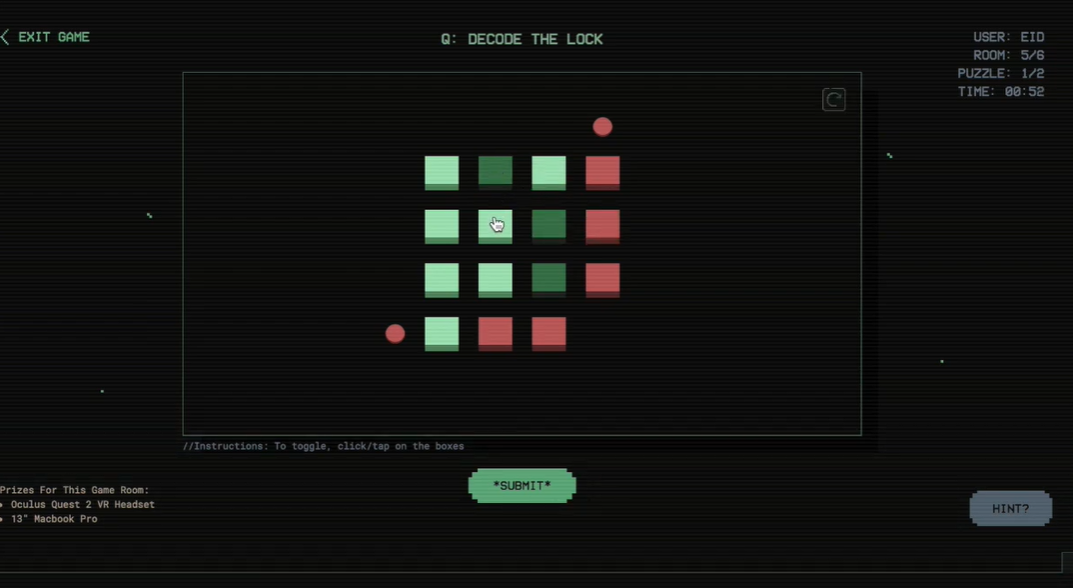 EXIT GAME
Q: DECODE THE LOCK
USER: EID
ROOM: 5/6
PUZZLE: 1/2
TIME: 00:52
//Instructions: To toggle, click/tap on the boxes
*SUBMIT*
Prizes For This Game Room:
• Oculus Quest 2 VR Headset
• 13" Macbook Pro
HINT?